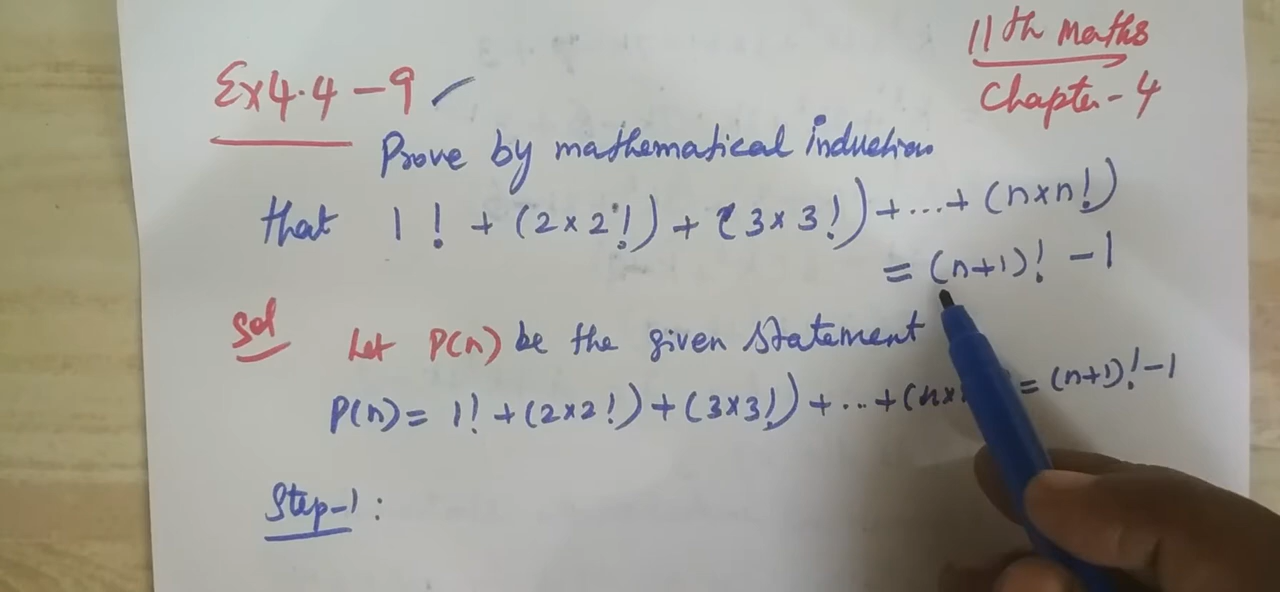 11th Maths
Chapter-4
Ex4.4-9
Prove by mathematical induction
that 1! + (2×2!) + (3×3!) +...+ (n×n!)
= (n+1)! -1
Sol
Let P(n) be the given statement
P(n)= 1! +(2×2!) +(3×3!) +...+(n× = (n+1)!-1
Step-1: